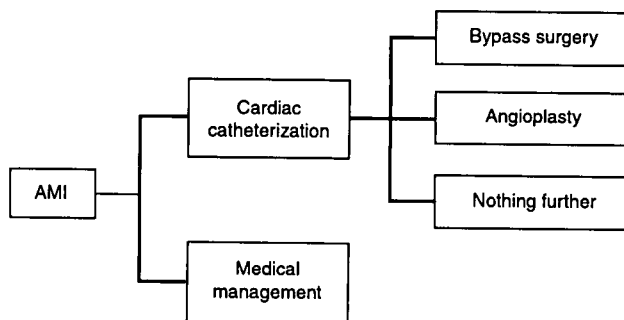 Bypass surgery
Cardiac
catheterization
Angioplasty
AMI
Nothing further
Medical
management